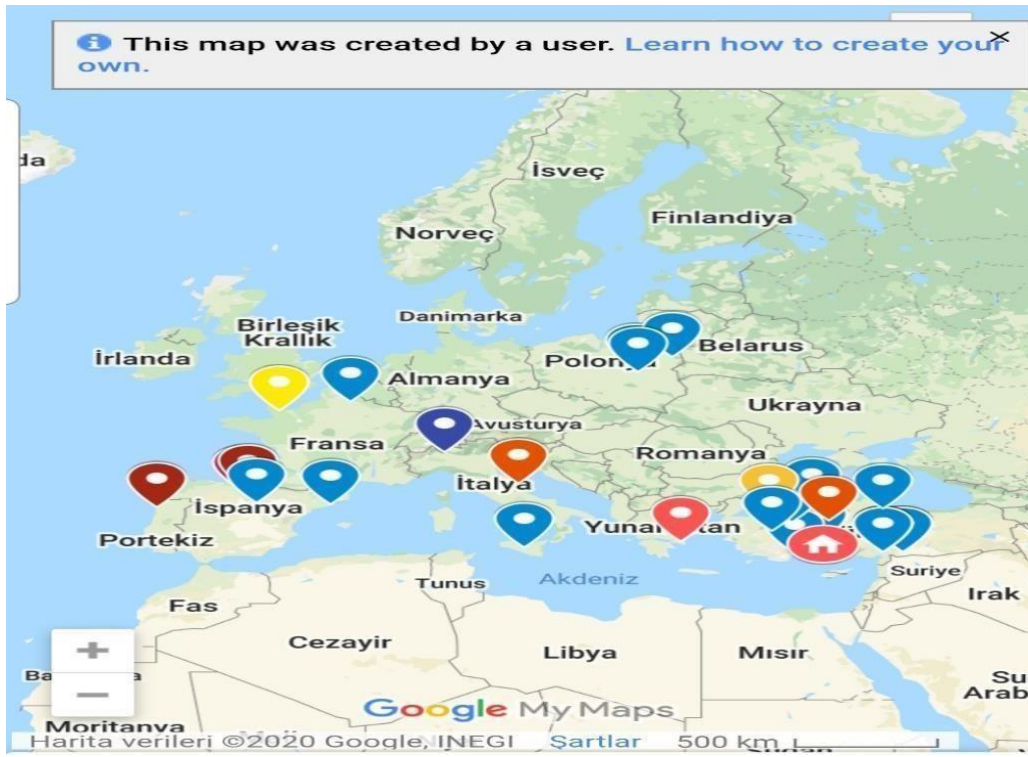 This map was created by a user. Learn how to create your
own.
İsveç
Finlandiya
Norveç
Danimarka
Birleşik
Krallık
İrlanda
Belarus
Almanya
Ukrayna
Avusturya
Fransa
Romanya
İtalya
İspanya
Portekiz
Suriye
Tunus
Akdeniz
Irak
Fas
Cezayir
Libya
Mısır
Google My Maps
Moritanya
Harita verileri ©2020 Google, INEGI Şartlar 500 km